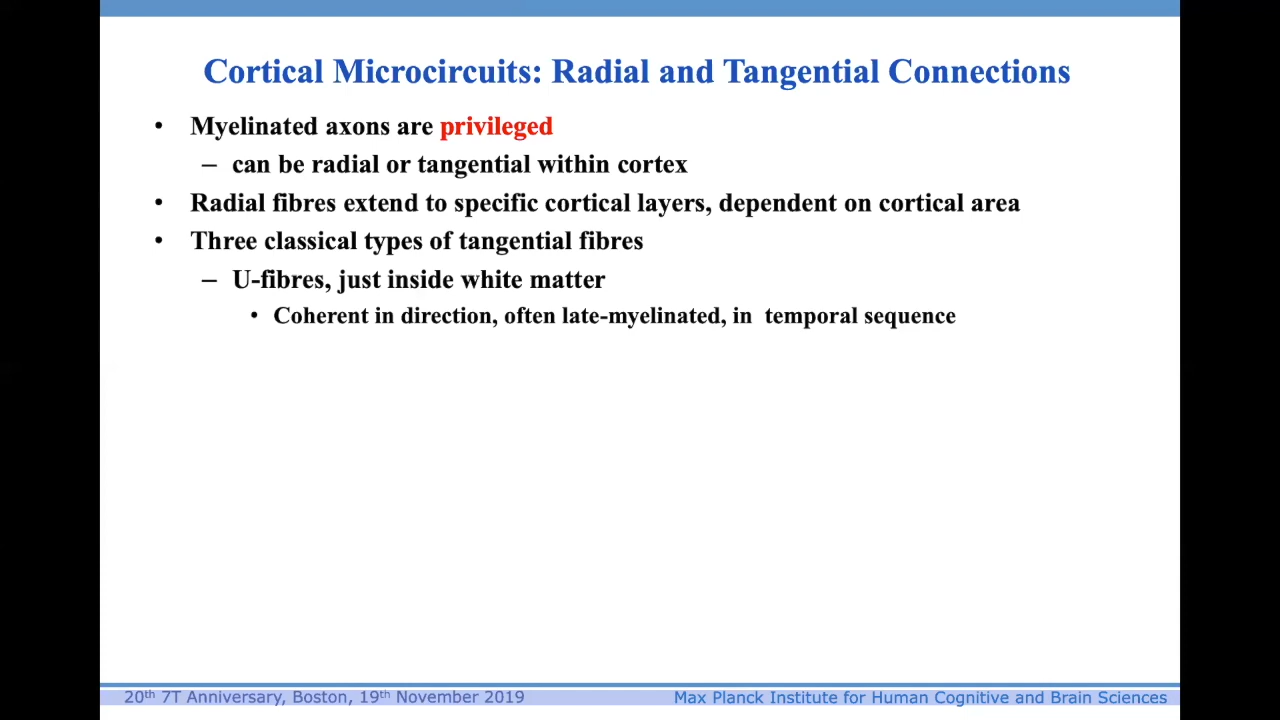 Cortical Microcircuits: Radial and Tangential Connections
• Myelinated axons are privileged
– can be radial or tangential within cortex
• Radial fibres extend to specific cortical layers, dependent on cortical area
• Three classical types of tangential fibres
– U-fibres, just inside white matter
• Coherent in direction, often late-myelinated, in temporal sequence
20th 7T Anniversary, Boston, 19th November 2019
Max Planck Institute for Human Cognitive and Brain Sciences